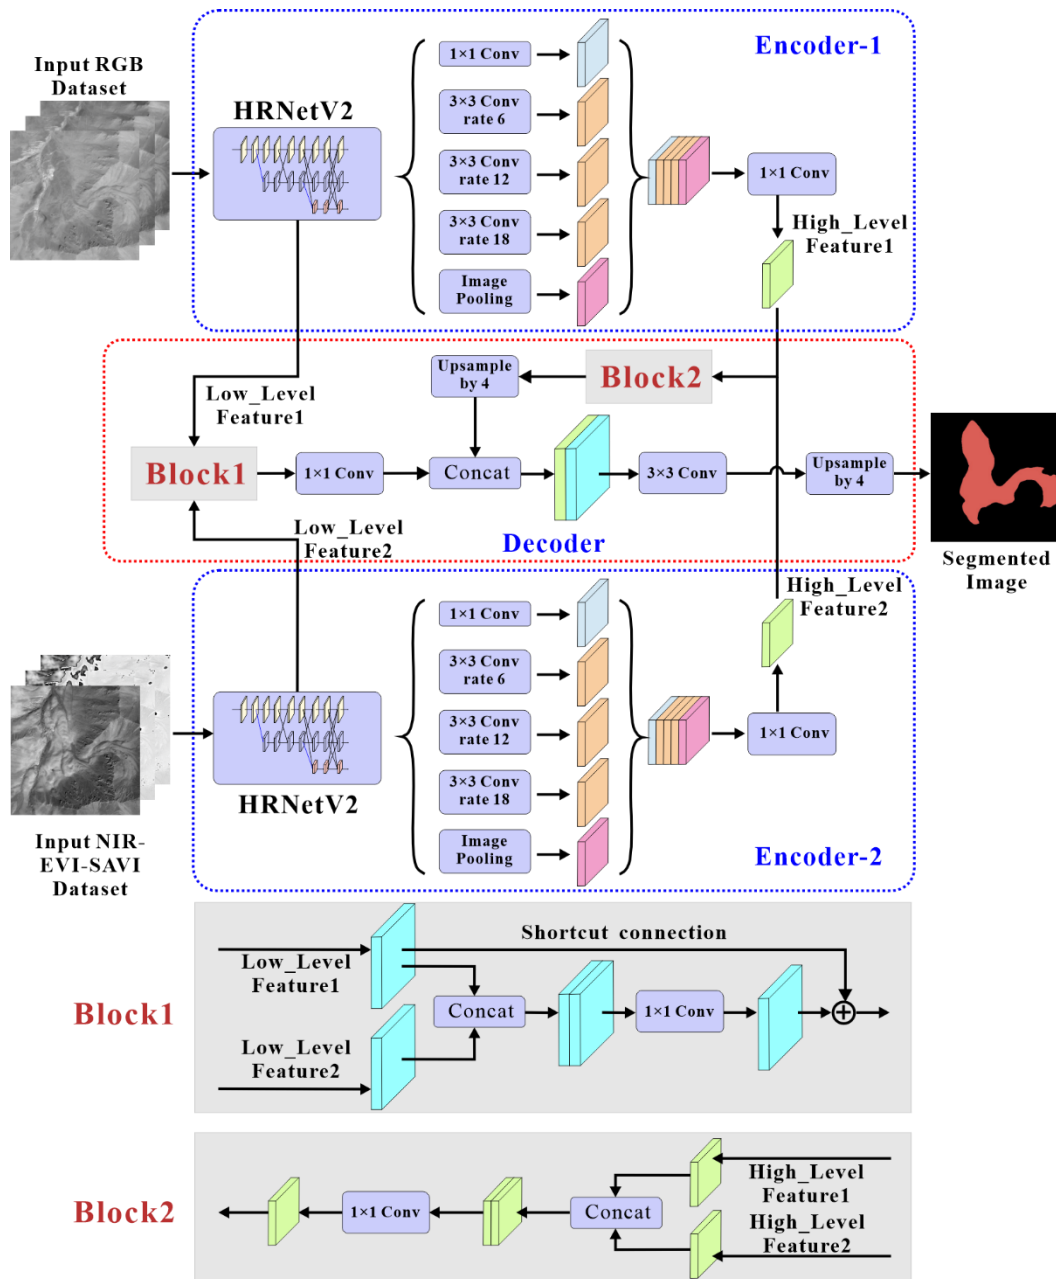 Encoder-1
Input RGB
Dataset
HRNetV2
1×1 Conv
3×3 Conv
rate 6
3×3 Conv
rate 12
3×3 Conv
rate 18
Image
Pooling
1×1 Conv
High_Level
Feature1
Low_Level
Feature1
Upsample
by 4
Block2
Block1
1×1 Conv
Concat
3×3 Conv
Upsample
by 4
Low_Level
Feature2
Decoder
Segmented
Image
High_Level
Feature2
1×1 Conv
3×3 Conv
rate 6
3×3 Conv
rate 12
3×3 Conv
rate 18
Image
Pooling
1×1 Conv
HRNetV2
Input NIR-
EVI-SAVI
Dataset
Encoder-2
Block1
Low_Level
Feature1
Shortcut connection
Concat
1×1 Conv
Low_Level
Feature2
Block2
1×1 Conv
Concat
High_Level
Feature1
High_Level
Feature2